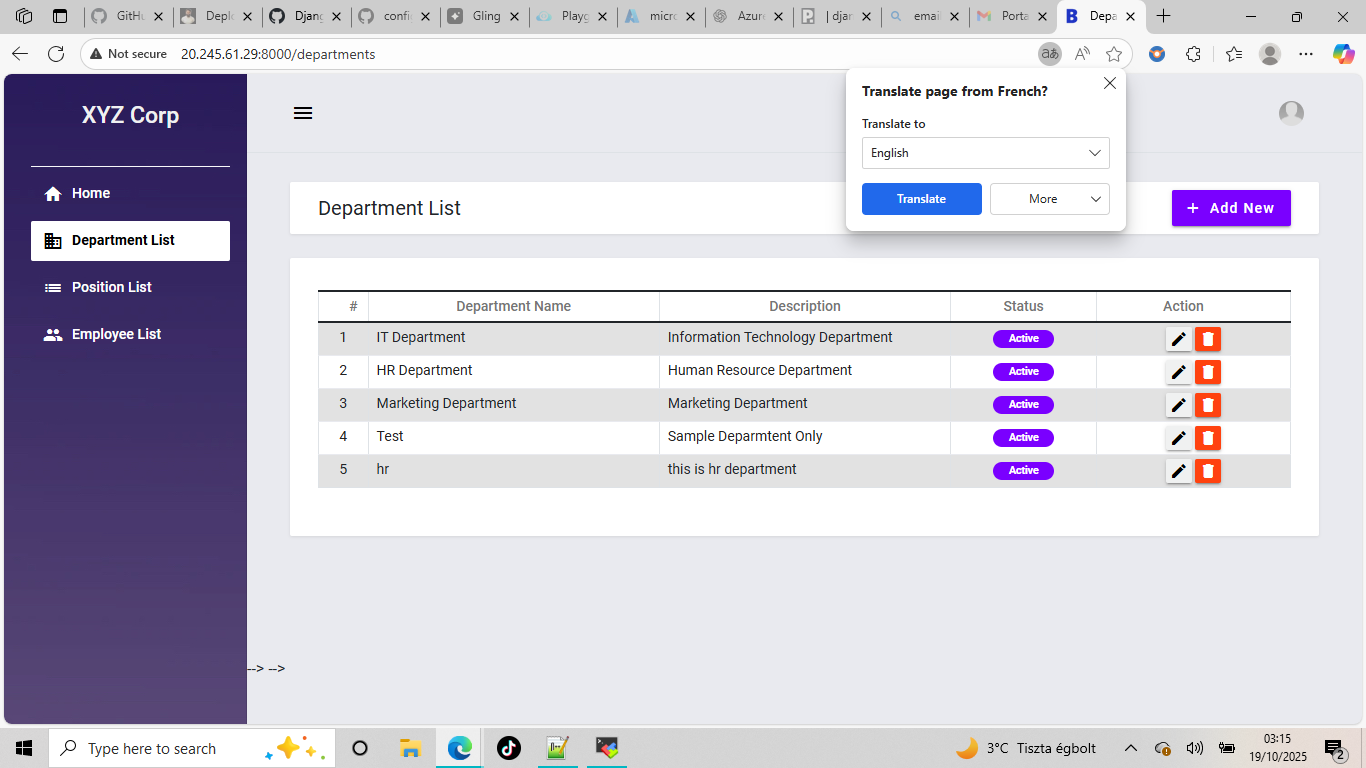 GitHu
Deplo
Djang
confi
Gling
Playg
micro
Azure
| djar
email
Porta
Depa
Not secure
20.245.61.29:8000/departments
XYZ Corp
Home
Department List
Position List
Employee List
Translate page from French?
Translate to
English
Translate
More
Department List
+ Add New
# Department Name Description Status Action
1 IT Department Information Technology Department Active
2 HR Department Human Resource Department Active
3 Marketing Department Marketing Department Active
4 Test Sample Deparmtent Only Active
5 hr this is hr department Active
--> -->
Type here to search
3°C Tiszta égbolt
03:15
19/10/2025
2